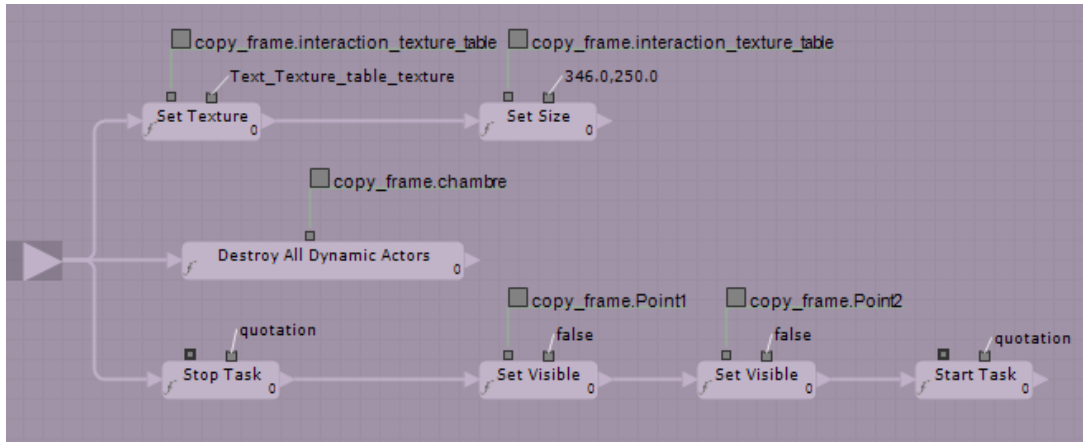 copy_frame.interaction_texture_table
copy_frame.interaction_texture_table
Text_Texture_table_texture
346.0,250.0
Set Texture
0
Set Size
0
copy_frame.chambre
Destroy All Dynamic Actors
0
copy_frame.Point1
copy_frame.Point2
quotation
false
false
quotation
Stop Task
0
Set Visible
0
Set Visible
0
Start Task
0